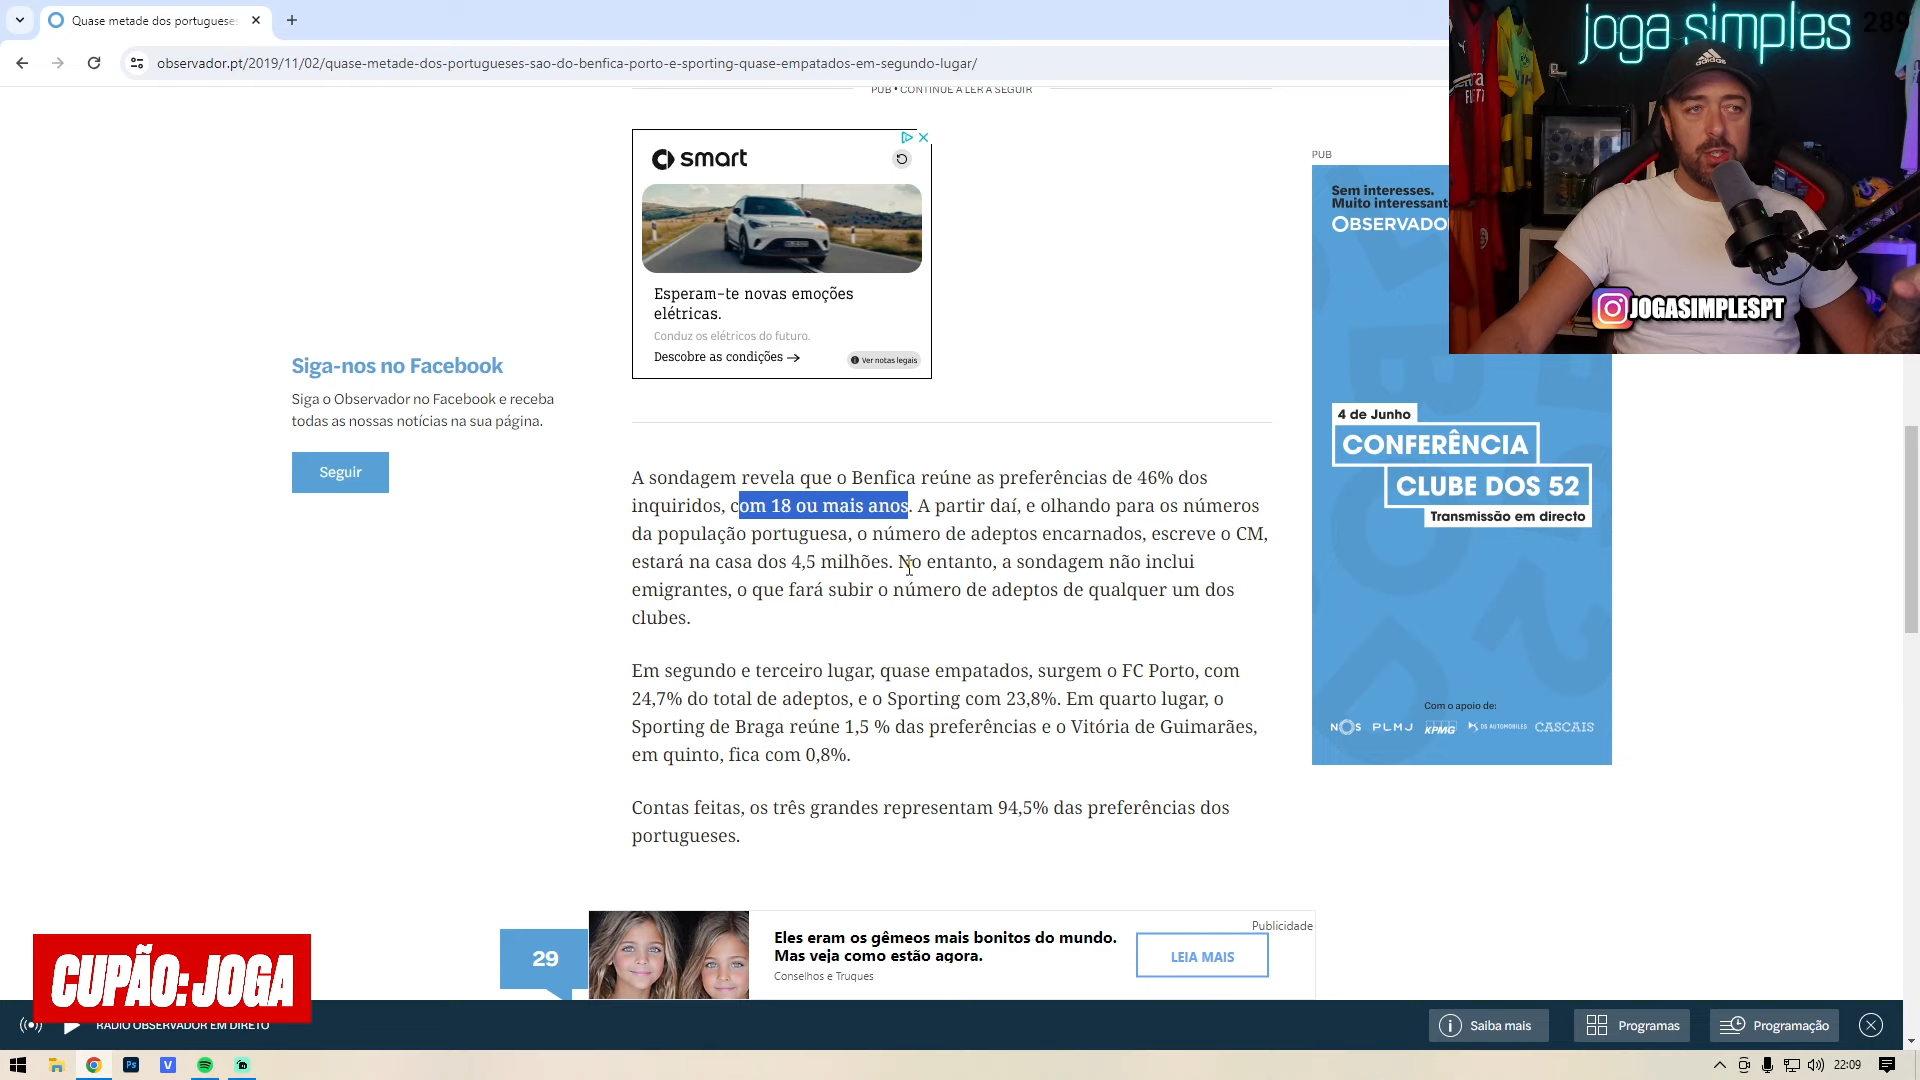 Quase metade dos portugueses
observador.pt/2019/11/02/quase-metade-dos-portugueses-sao-do-benfica-porto-e-sporting-quase-empatados-em-segundo-lugar/
joga simples
289
PUB • CONTINUE A LER A SEGUIR
smart
Esperam-te novas emoções
elétricas.
Conduz os elétricos do futuro.
Descobre as condições →
Ver notas legais
JOGASIMPLESPT
Siga-nos no Facebook
Siga o Observador no Facebook e receba
todas as nossas notícias na sua página.
Seguir
A sondagem revela que o Benfica reúne as preferências de 46% dos
inquiridos, com 18 ou mais anos. A partir daí, e olhando para os números
da população portuguesa, o número de adeptos encarnados, escreve o CM,
estará na casa dos 4,5 milhões. No entanto, a sondagem não inclui
emigrantes, o que fará subir o número de adeptos de qualquer um dos
clubes.
Em segundo e terceiro lugar, quase empatados, surgem o FC Porto, com
24,7% do total de adeptos, e o Sporting com 23,8%. Em quarto lugar, o
Sporting de Braga reúne 1,5 % das preferências e o Vitória de Guimarães,
em quinto, fica com 0,8%.
Contas feitas, os três grandes representam 94,5% das preferências dos
portugueses.
PUB
Sem interesses.
Muito interessant
OBSERVADO
4 de Junho
CONFERÊNCIA
CLUBE DOS 52
Transmissão em directo
Com o apoio de:
NOS PLMJ KPMG DS AUTOMOBILES CASCAIS
29
Eles eram os gêmeos mais bonitos do mundo.
Mas veja como estão agora.
Conselhos e Truques
Publicidade
LEIA MAIS
CUPÃO: JOGA
RÁDIO OBSERVADOR EM DIRETO
Saiba mais
Programas
Programação
Ps
V
22:09